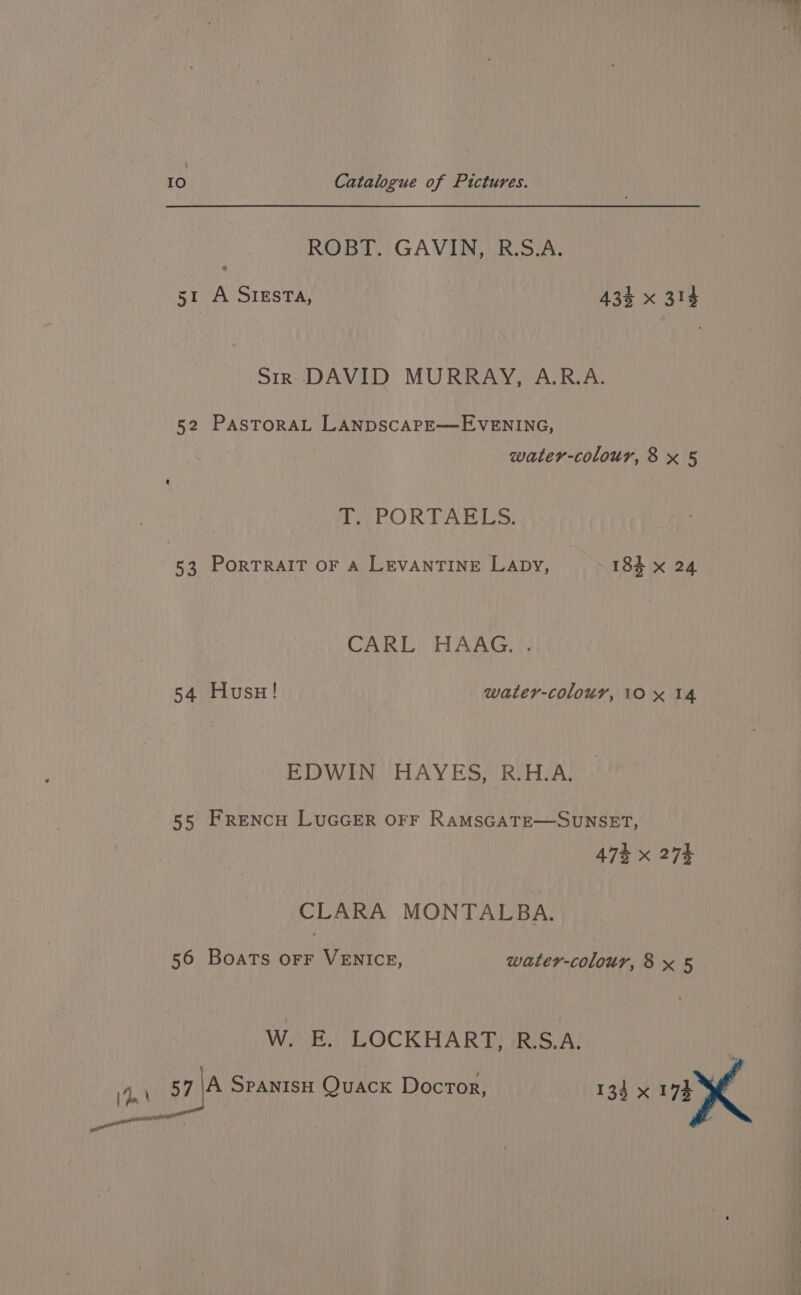 10 Catalogue of Pictures.
ROBT. GAVIN, R.S.A.
51 A SIESTA, 43½ x 31½
SIR DAVID MURRAY, A.R.A.
52 PASTORAL LANDSCAPE—EVENING,
water-colour, 8 x 5
T. PORTAELS.
53 PORTRAIT OF A LEVANTINE LADY, 18½ x 24
CARL HAAG.
54 HUSH! water-colour, 10 x 14
EDWIN HAYES, R.H.A.
55 FRENCH LUGGER OFF RAMSGATE—SUNSET,
47½ x 27½
CLARA MONTALBA.
56 BOATS OFF VENICE, water-colour, 8 x 5
W. E. LOCKHART, R.S.A.
57 A SPANISH QUACK DOCTOR, 13½ x 17½ X